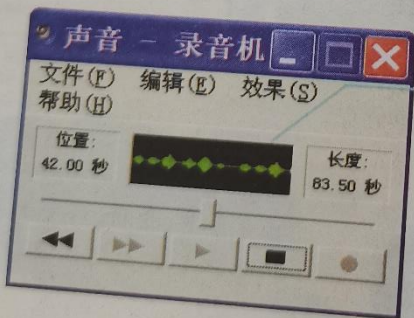 声音 - 录音机
文件(F) 编辑(E) 效果(S)
帮助(H)
位置:
42.00 秒
长度:
83.50 秒